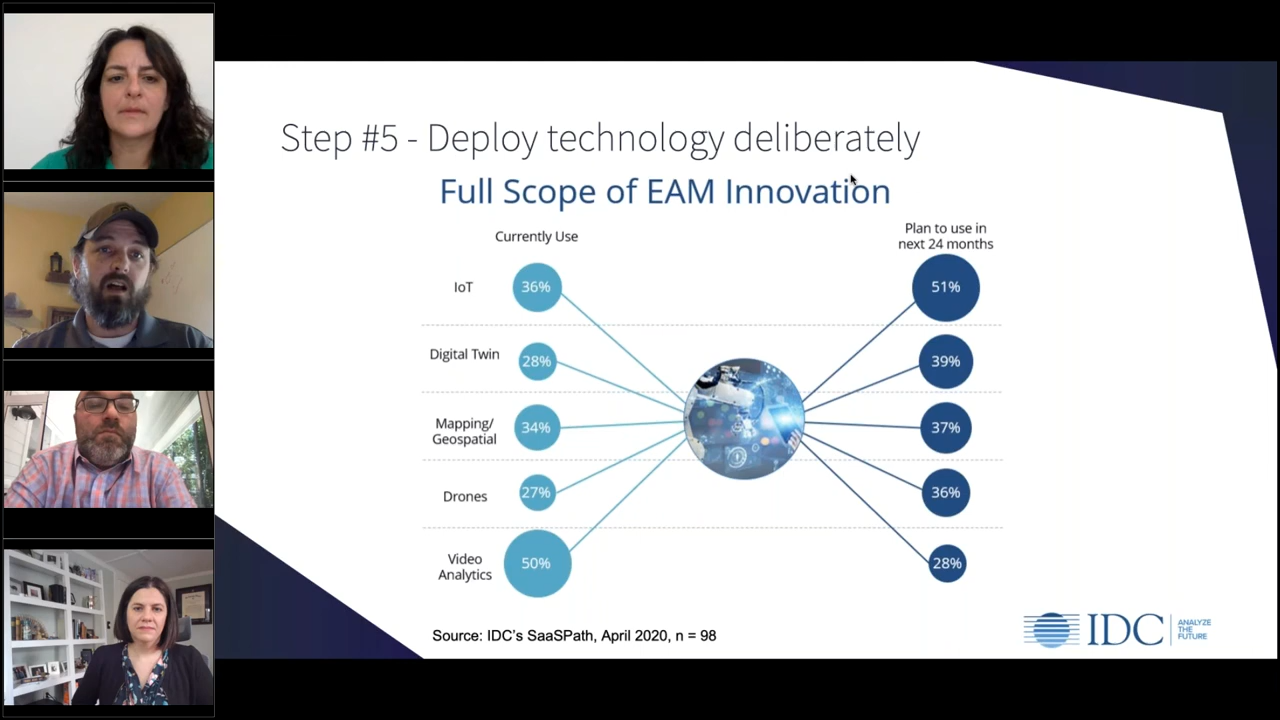 Step #5 - Deploy technology deliberately
Full Scope of EAM Innovation
Currently Use
Plan to use in
next 24 months
IoT
36%
51%
Digital Twin
28%
39%
Mapping/
Geospatial
34%
37%
Drones
27%
36%
Video
Analytics
50%
28%
Source: IDC's SaaSPath, April 2020, n = 98
IDC
ANALYZE
THE
FUTURE